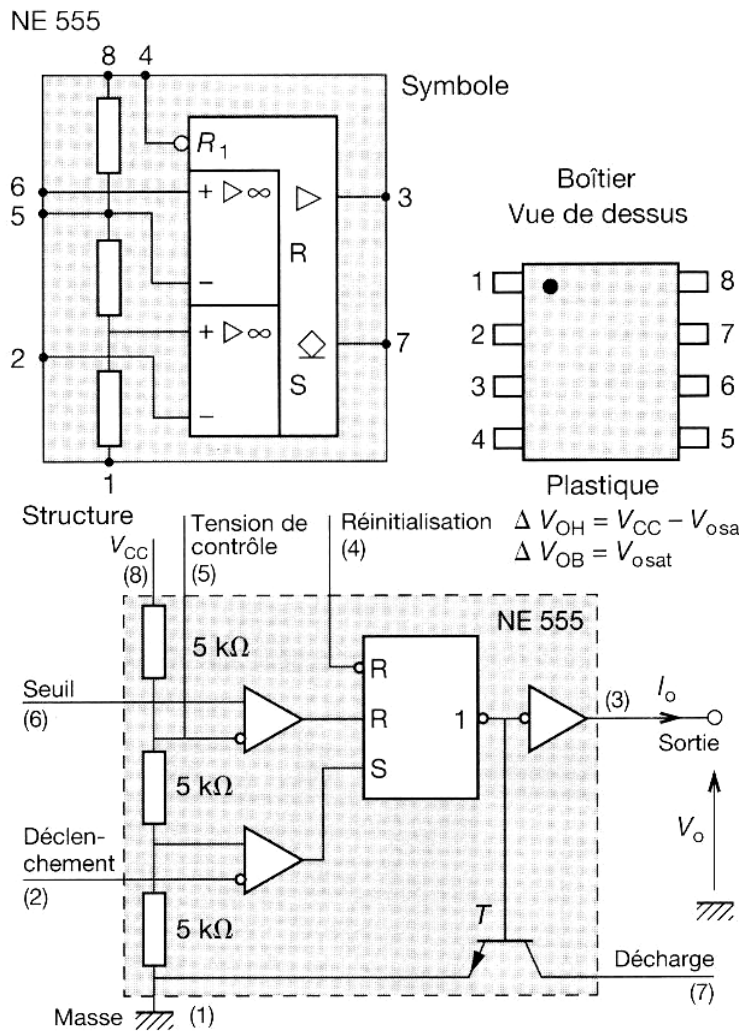 NE 555
8 4
Symbole
R1
6
+ ▷ ∞
▷
3
5
R
−
+ ▷ ∞
2
7
S
−
1
Boîtier
Vue de dessus
1 8
2 7
3 6
4 5
Plastique
Δ VOH = VCC − Vosa
Δ VOB = Vosat
Structure
VCC
(8)
Tension de
contrôle
(5)
Réinitialisation
(4)
NE 555
5 kΩ
R
Seuil
(6)
R
1
(3)
Io
Sortie
S
5 kΩ
Déclen-
chement
(2)
Vo
5 kΩ
T
Décharge
(7)
Masse
(1)